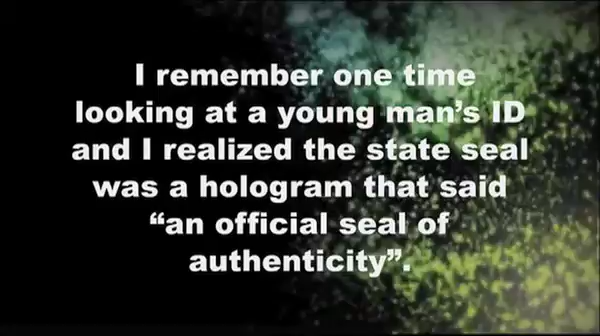 I remember one time
looking at a young man’s ID
and I realized the state seal
was a hologram that said
“an official seal of
authenticity”.